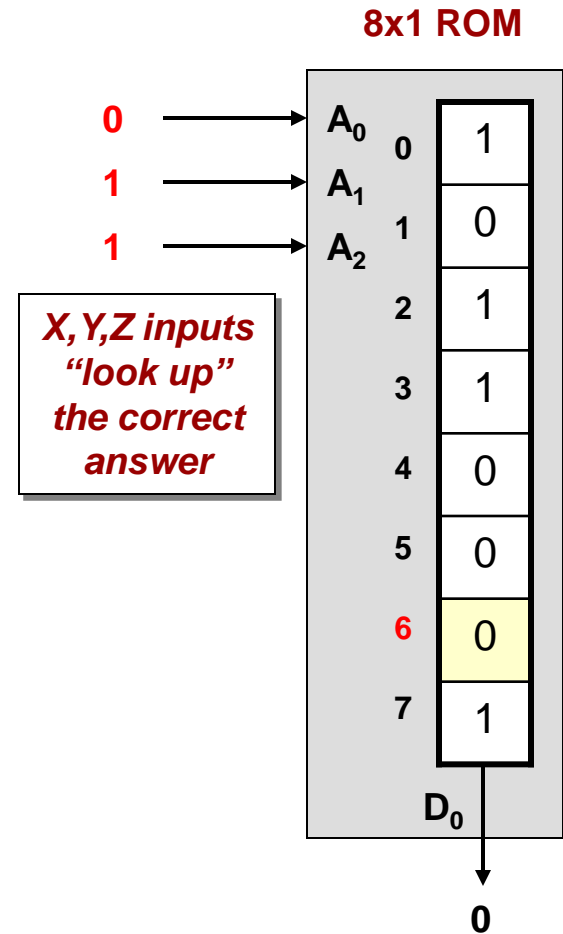 8x1 ROM
0 A₀ 0 1
1 A₁ 1 0
1 A₂ 2 1
X,Y,Z inputs
“look up”
the correct
answer
3 1
4 0
5 0
6 0
7 1
D₀
0